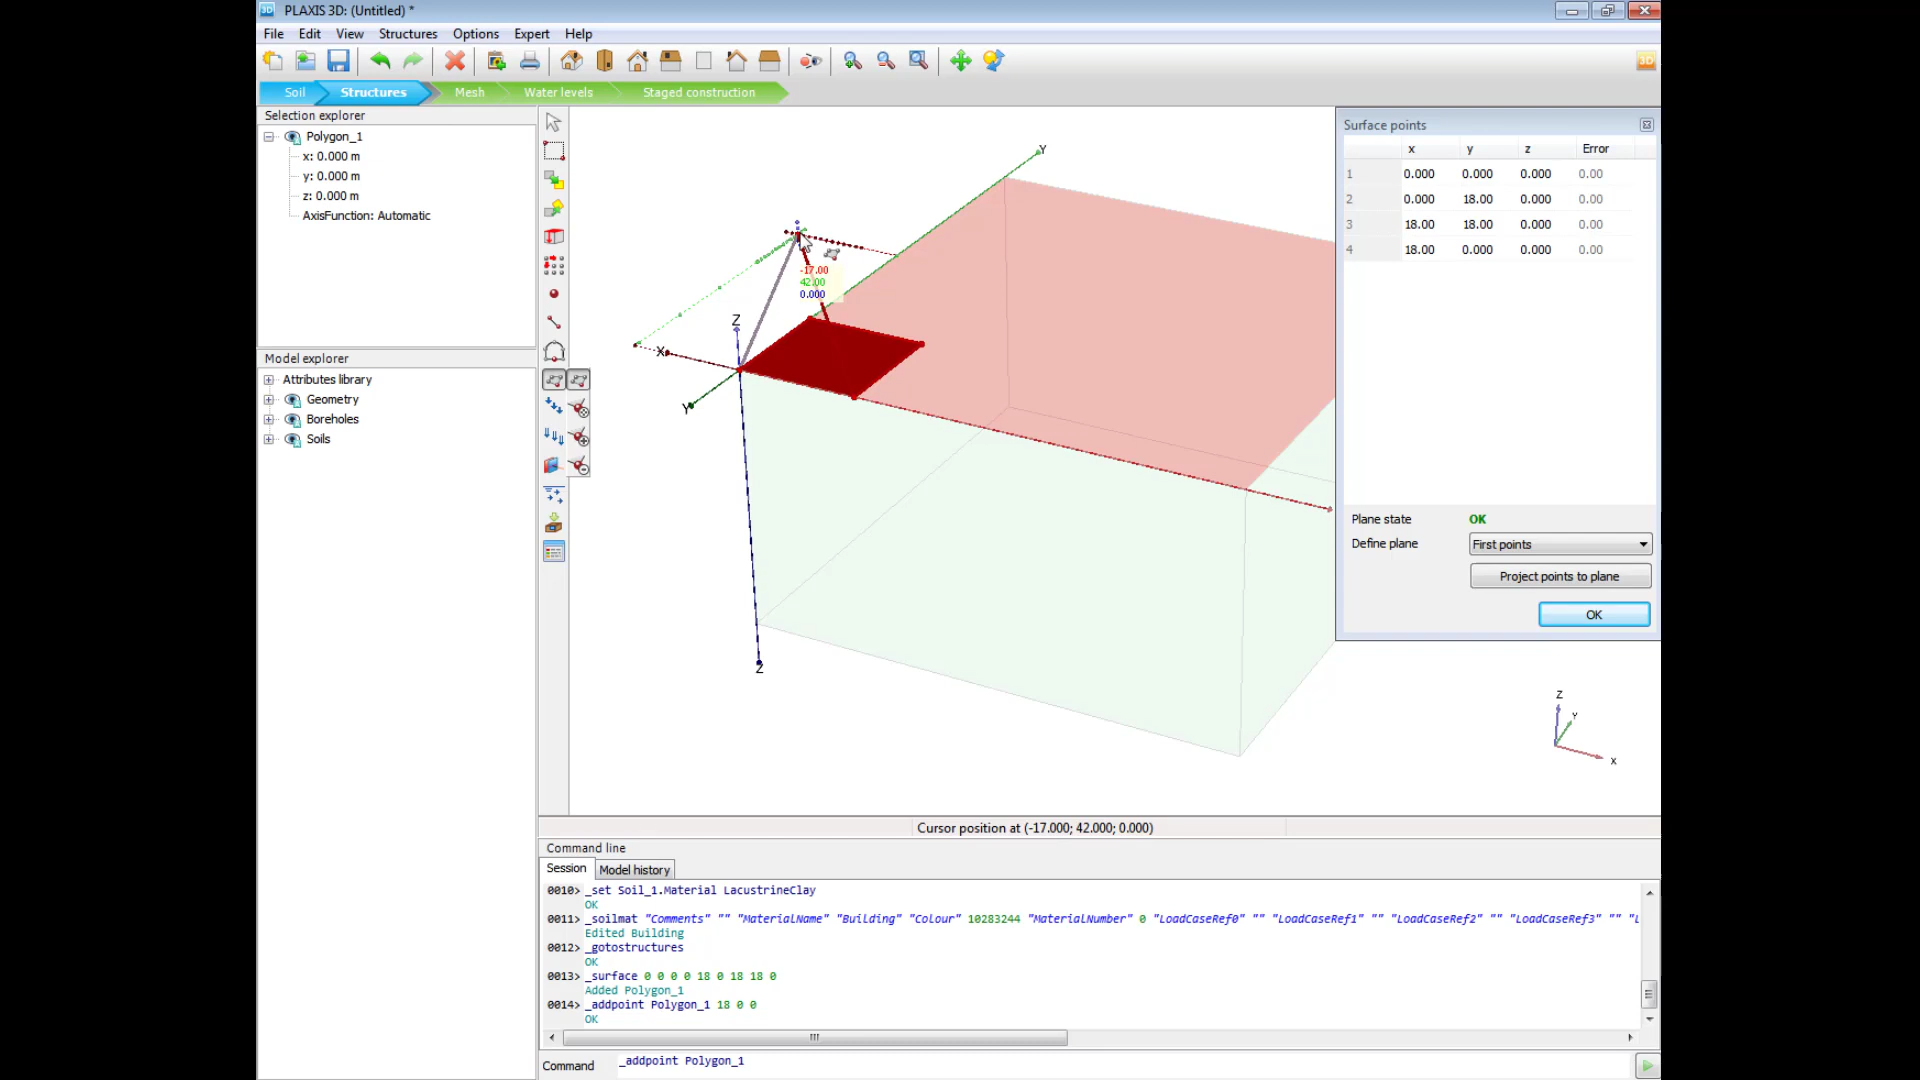 PLAXIS 3D: (Untitled) *
File Edit View Structures Options Expert Help
Soil Structures Mesh Water levels Staged construction
Selection explorer
Polygon_1
x: 0.000 m
y: 0.000 m
z: 0.000 m
AxisFunction: Automatic
Model explorer
Attributes library
Geometry
Boreholes
Soils
Y
-17.00
42.00
0.000
Z
X
Y
Z
Z
Y
X
Surface points
x y z Error
1 0.000 0.000 0.000 0.00
2 0.000 18.00 0.000 0.00
3 18.00 18.00 0.000 0.00
4 18.00 0.000 0.000 0.00
Plane state OK
Define plane First points
Project points to plane
OK
Cursor position at (-17.000; 42.000; 0.000)
Command line
Session Model history
0010> _set Soil_1.Material LacustrineClay
OK
0011> _soilmat "Comments" "" "MaterialName" "Building" "Colour" 10283244 "MaterialNumber" 0 "LoadCaseRef0" "" "LoadCaseRef1" "" "LoadCaseRef2" "" "LoadCaseRef3" ""
Edited Building
0012> _gotostructures
OK
0013> _surface 0 0 0 0 18 0 18 18 0
Added Polygon_1
0014> _addpoint Polygon_1 18 0 0
OK
Command _addpoint Polygon_1